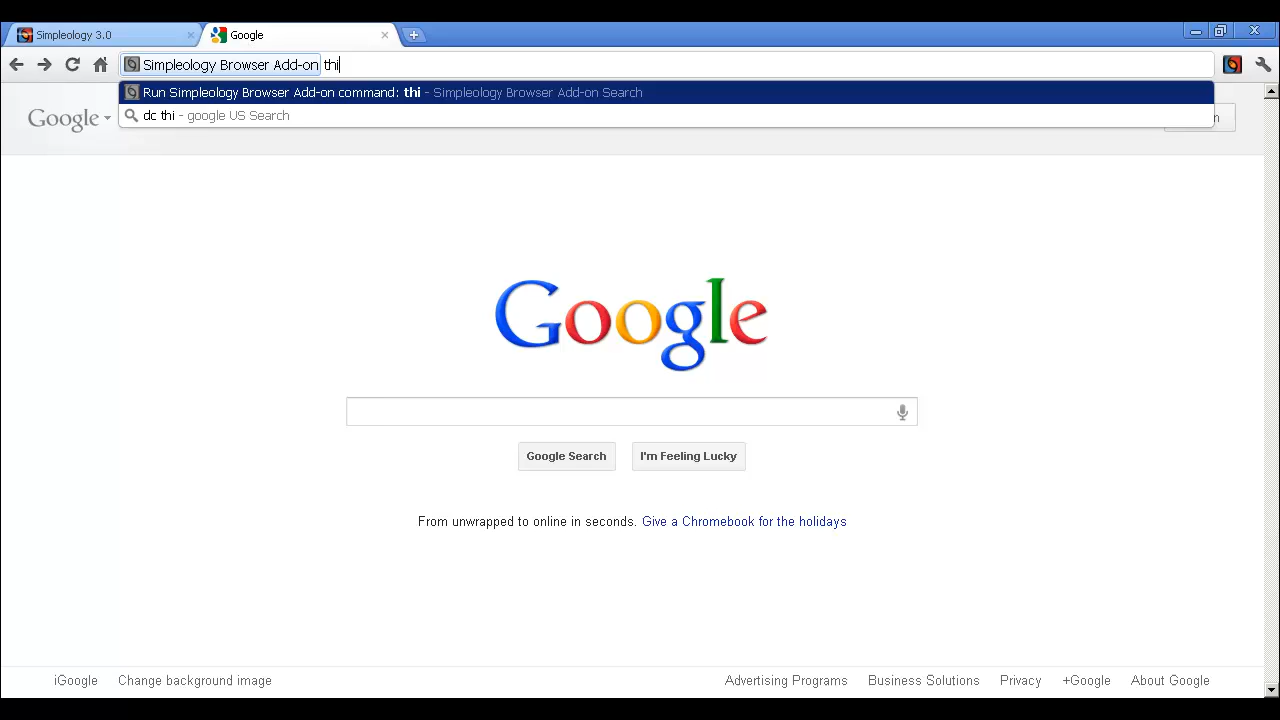 Simpleology 3.0
Google
Simpleology Browser Add-on thi
Run Simpleology Browser Add-on command: thi - Simpleology Browser Add-on Search
dc thi - google US Search
Google
Google
Google Search
I'm Feeling Lucky
From unwrapped to online in seconds. Give a Chromebook for the holidays
iGoogle Change background image Advertising Programs Business Solutions Privacy +Google About Google